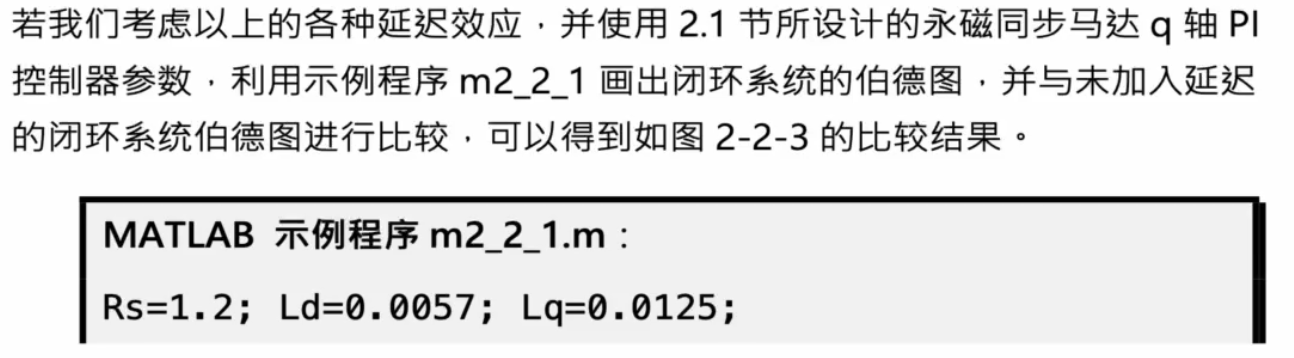 若我们考虑以上的各种延迟效应，并使用 2.1 节所设计的永磁同步马达 q 轴 PI
控制器参数，利用示例程序 m2_2_1 画出闭环系统的伯德图，并与未加入延迟
的闭环系统伯德图进行比较，可以得到如图 2-2-3 的比较结果。
MATLAB 示例程序 m2_2_1.m：
Rs=1.2; Ld=0.0057; Lq=0.0125;